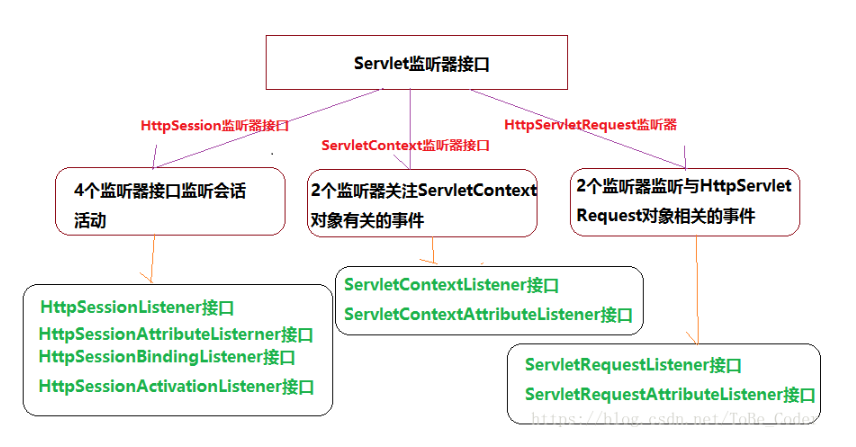 Servlet监听器接口
HttpSession监听器接口
ServletContext监听器接口
HttpServletRequest监听器
4个监听器接口监听会话
活动
2个监听器关注ServletContext
对象有关的事件
2个监听器监听与HttpServlet
Request对象相关的事件
HttpSessionListener接口
HttpSessionAttributeListerner接口
HttpSessionBindingListener接口
HttpSessionActivationListener接口
ServletContextListener接口
ServletContextAttributeListener接口
ServletRequestListener接口
ServletRequestAttributeListener接口
https://blog.csdn.net/ToBe_Coder